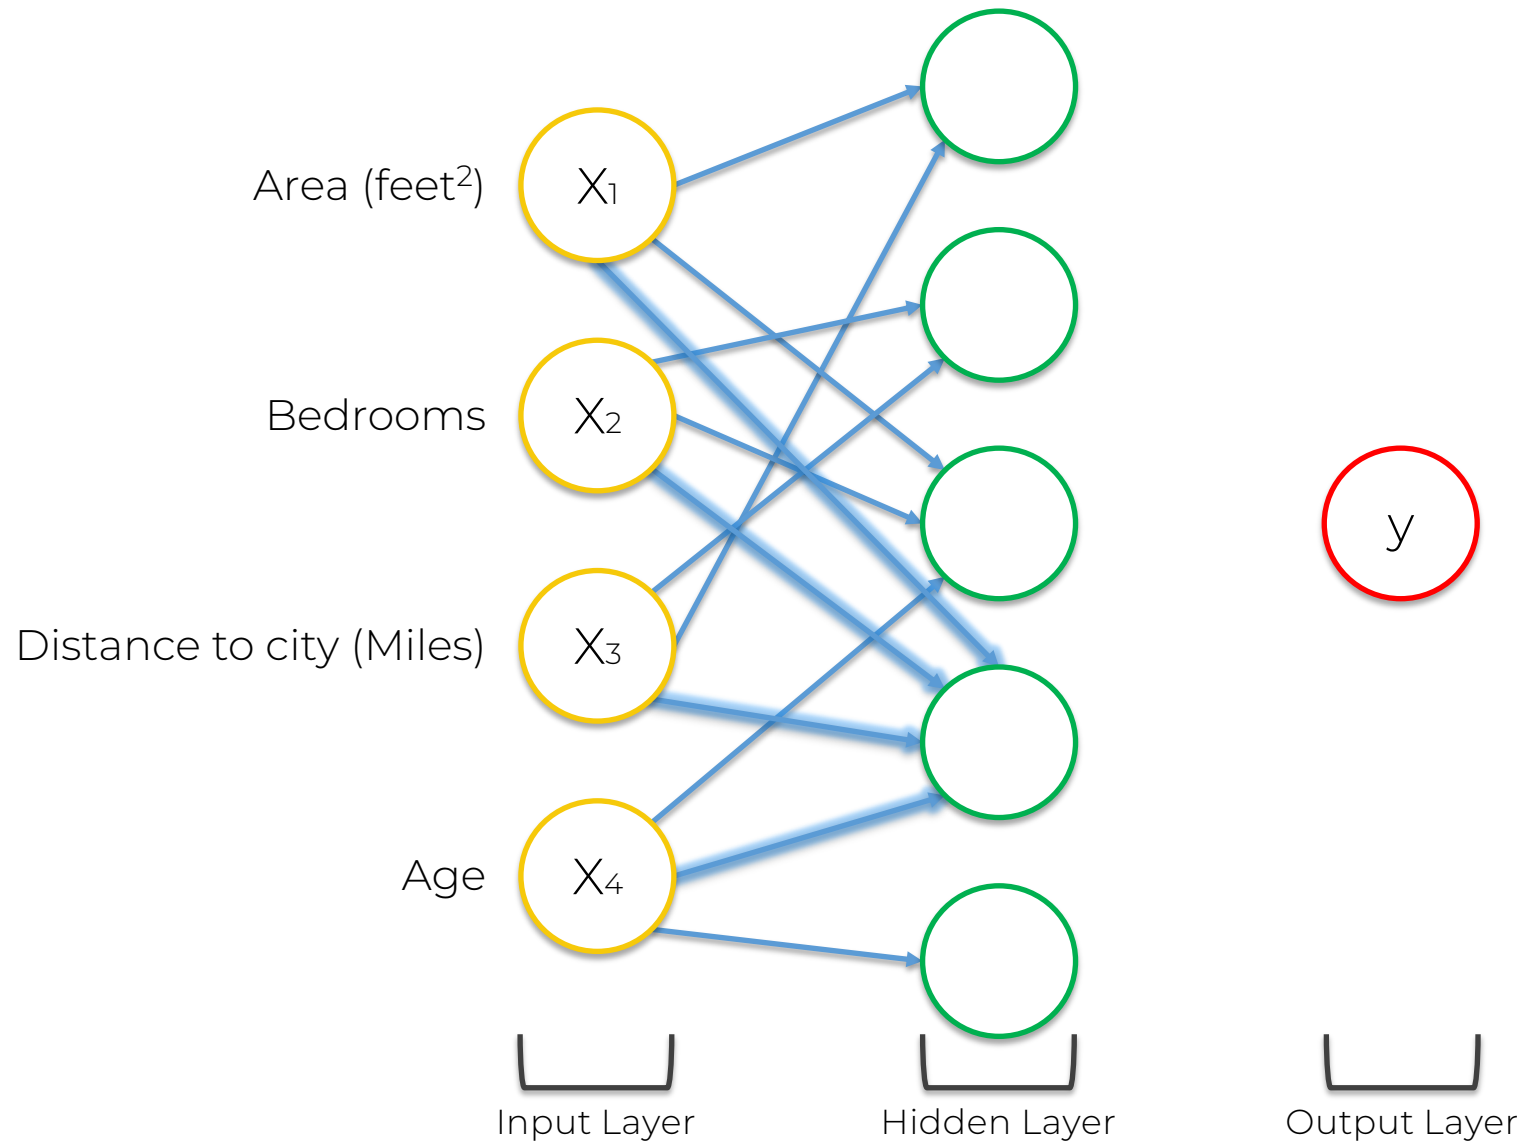 Area (feet²)
X₁
Bedrooms
X₂
Distance to city (Miles)
X₃
Age
X₄
y
Input Layer
Hidden Layer
Output Layer